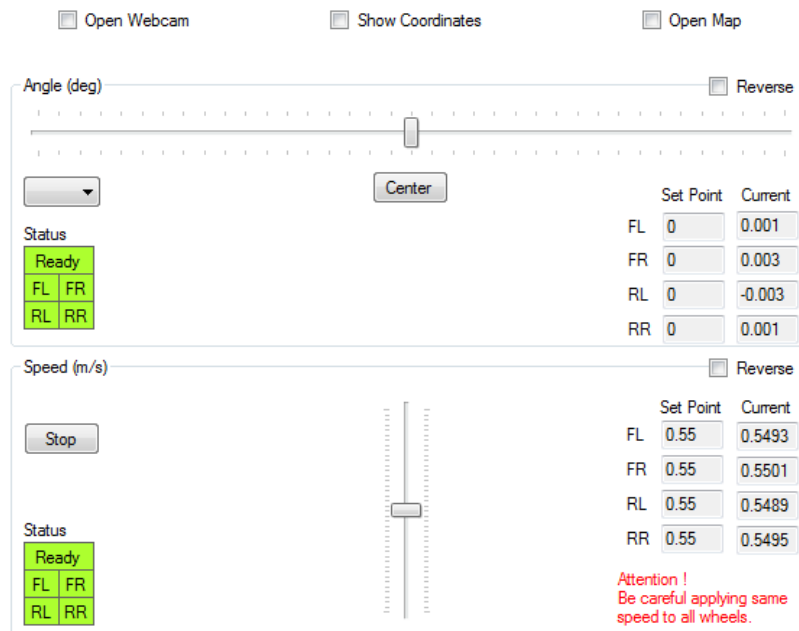 Open Webcam Show Coordinates Open Map
Angle (deg) Reverse
Center
Set Point Current
FL 0 0.001
FR 0 0.003
RL 0 -0.003
RR 0 0.001
Status
Ready
FL FR
RL RR
Speed (m/s) Reverse
Stop
Set Point Current
FL 0.55 0.5493
FR 0.55 0.5501
RL 0.55 0.5489
RR 0.55 0.5495
Status
Ready
FL FR
RL RR
Attention !
Be careful applying same
speed to all wheels.